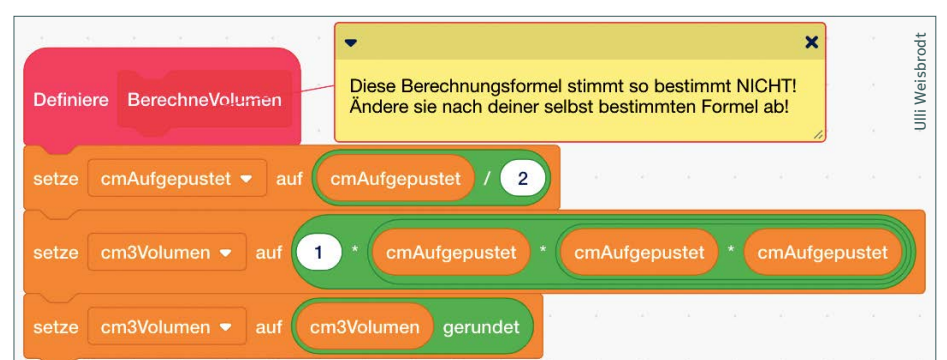 Diese Berechnungsformel stimmt so bestimmt NICHT!
Ändere sie nach deiner selbst bestimmten Formel ab!
Definiere BerechneVolumen
setze cmAufgepustet auf cmAufgepustet / 2
setze cm3Volumen auf 1 * cmAufgepustet * cmAufgepustet * cmAufgepustet
setze cm3Volumen auf cm3Volumen gerundet
Ulli Weisbrodt